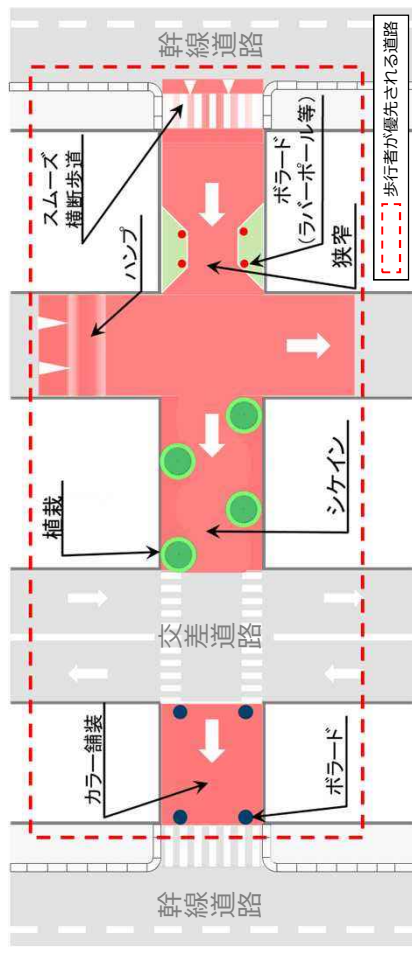 幹線道路
スムーズ
横断歩道
ハンプ
ボラード
(ラバーポール等)
狭窄
歩行者が優先される道路
植栽
シケイン
交差道路
カラー舗装
ボラード
幹線道路